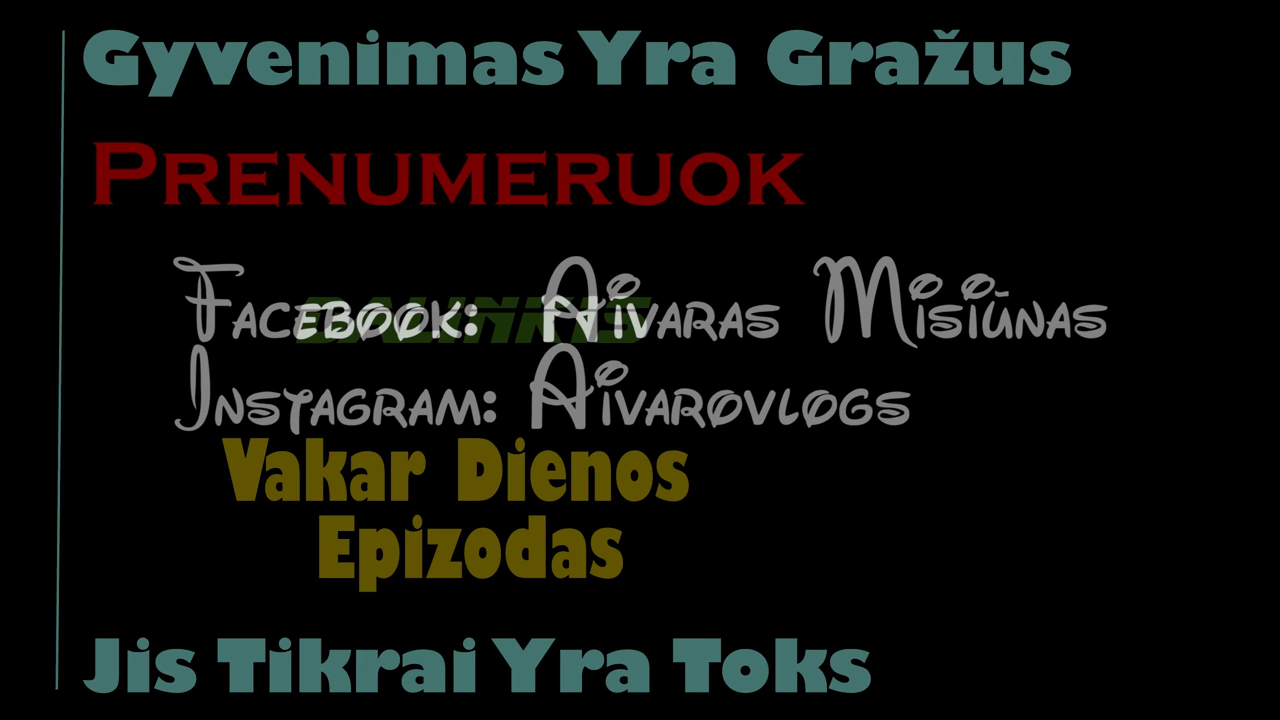 Gyvenimas Yra Gražus
PRENUMERUOK
FACEBOOK: AIVARAS MISIŪNAS
INSTAGRAM: AIVAROVLOGS
Vakar Dienos
Epizodas
Jis Tikrai Yra Toks